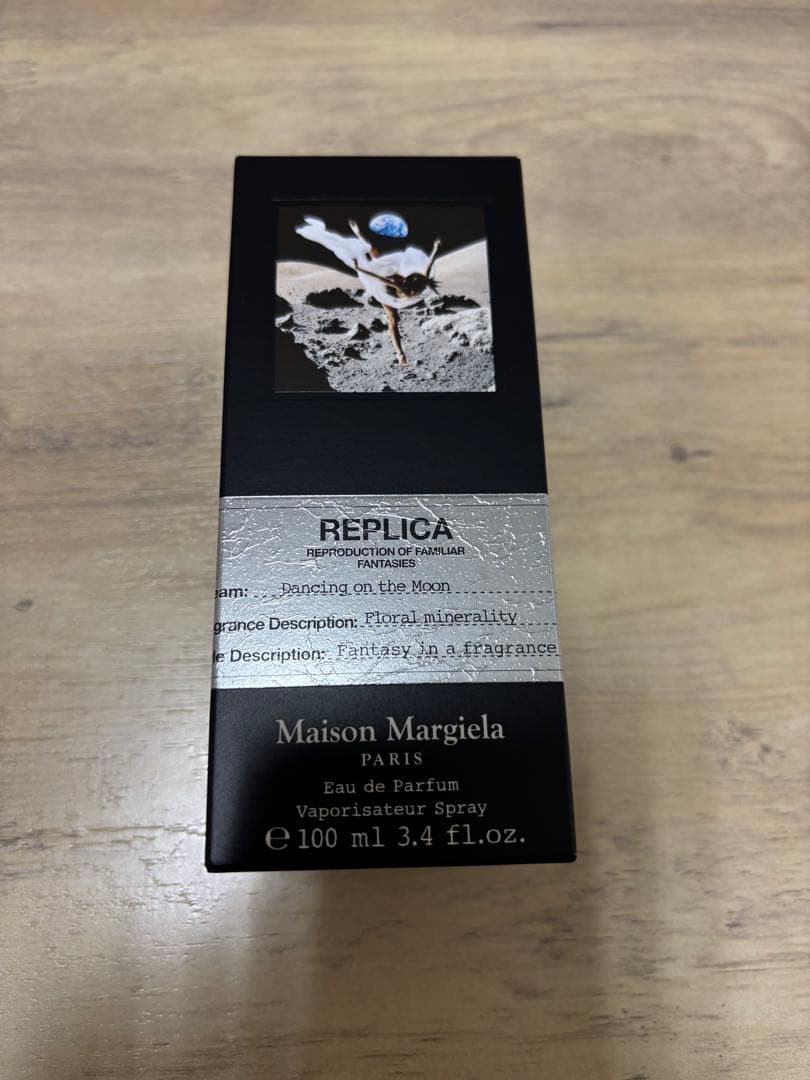 REPLICA
REPRODUCTION OF FAMILIAR
FANTASIES
eam: Dancing on the Moon
grance Description: Floral minerality
le Description: Fantasy in a fragrance
Maison Margiela
PARIS
Eau de Parfum
Vaporisateur Spray
℮ 100 ml 3.4 fl.oz.